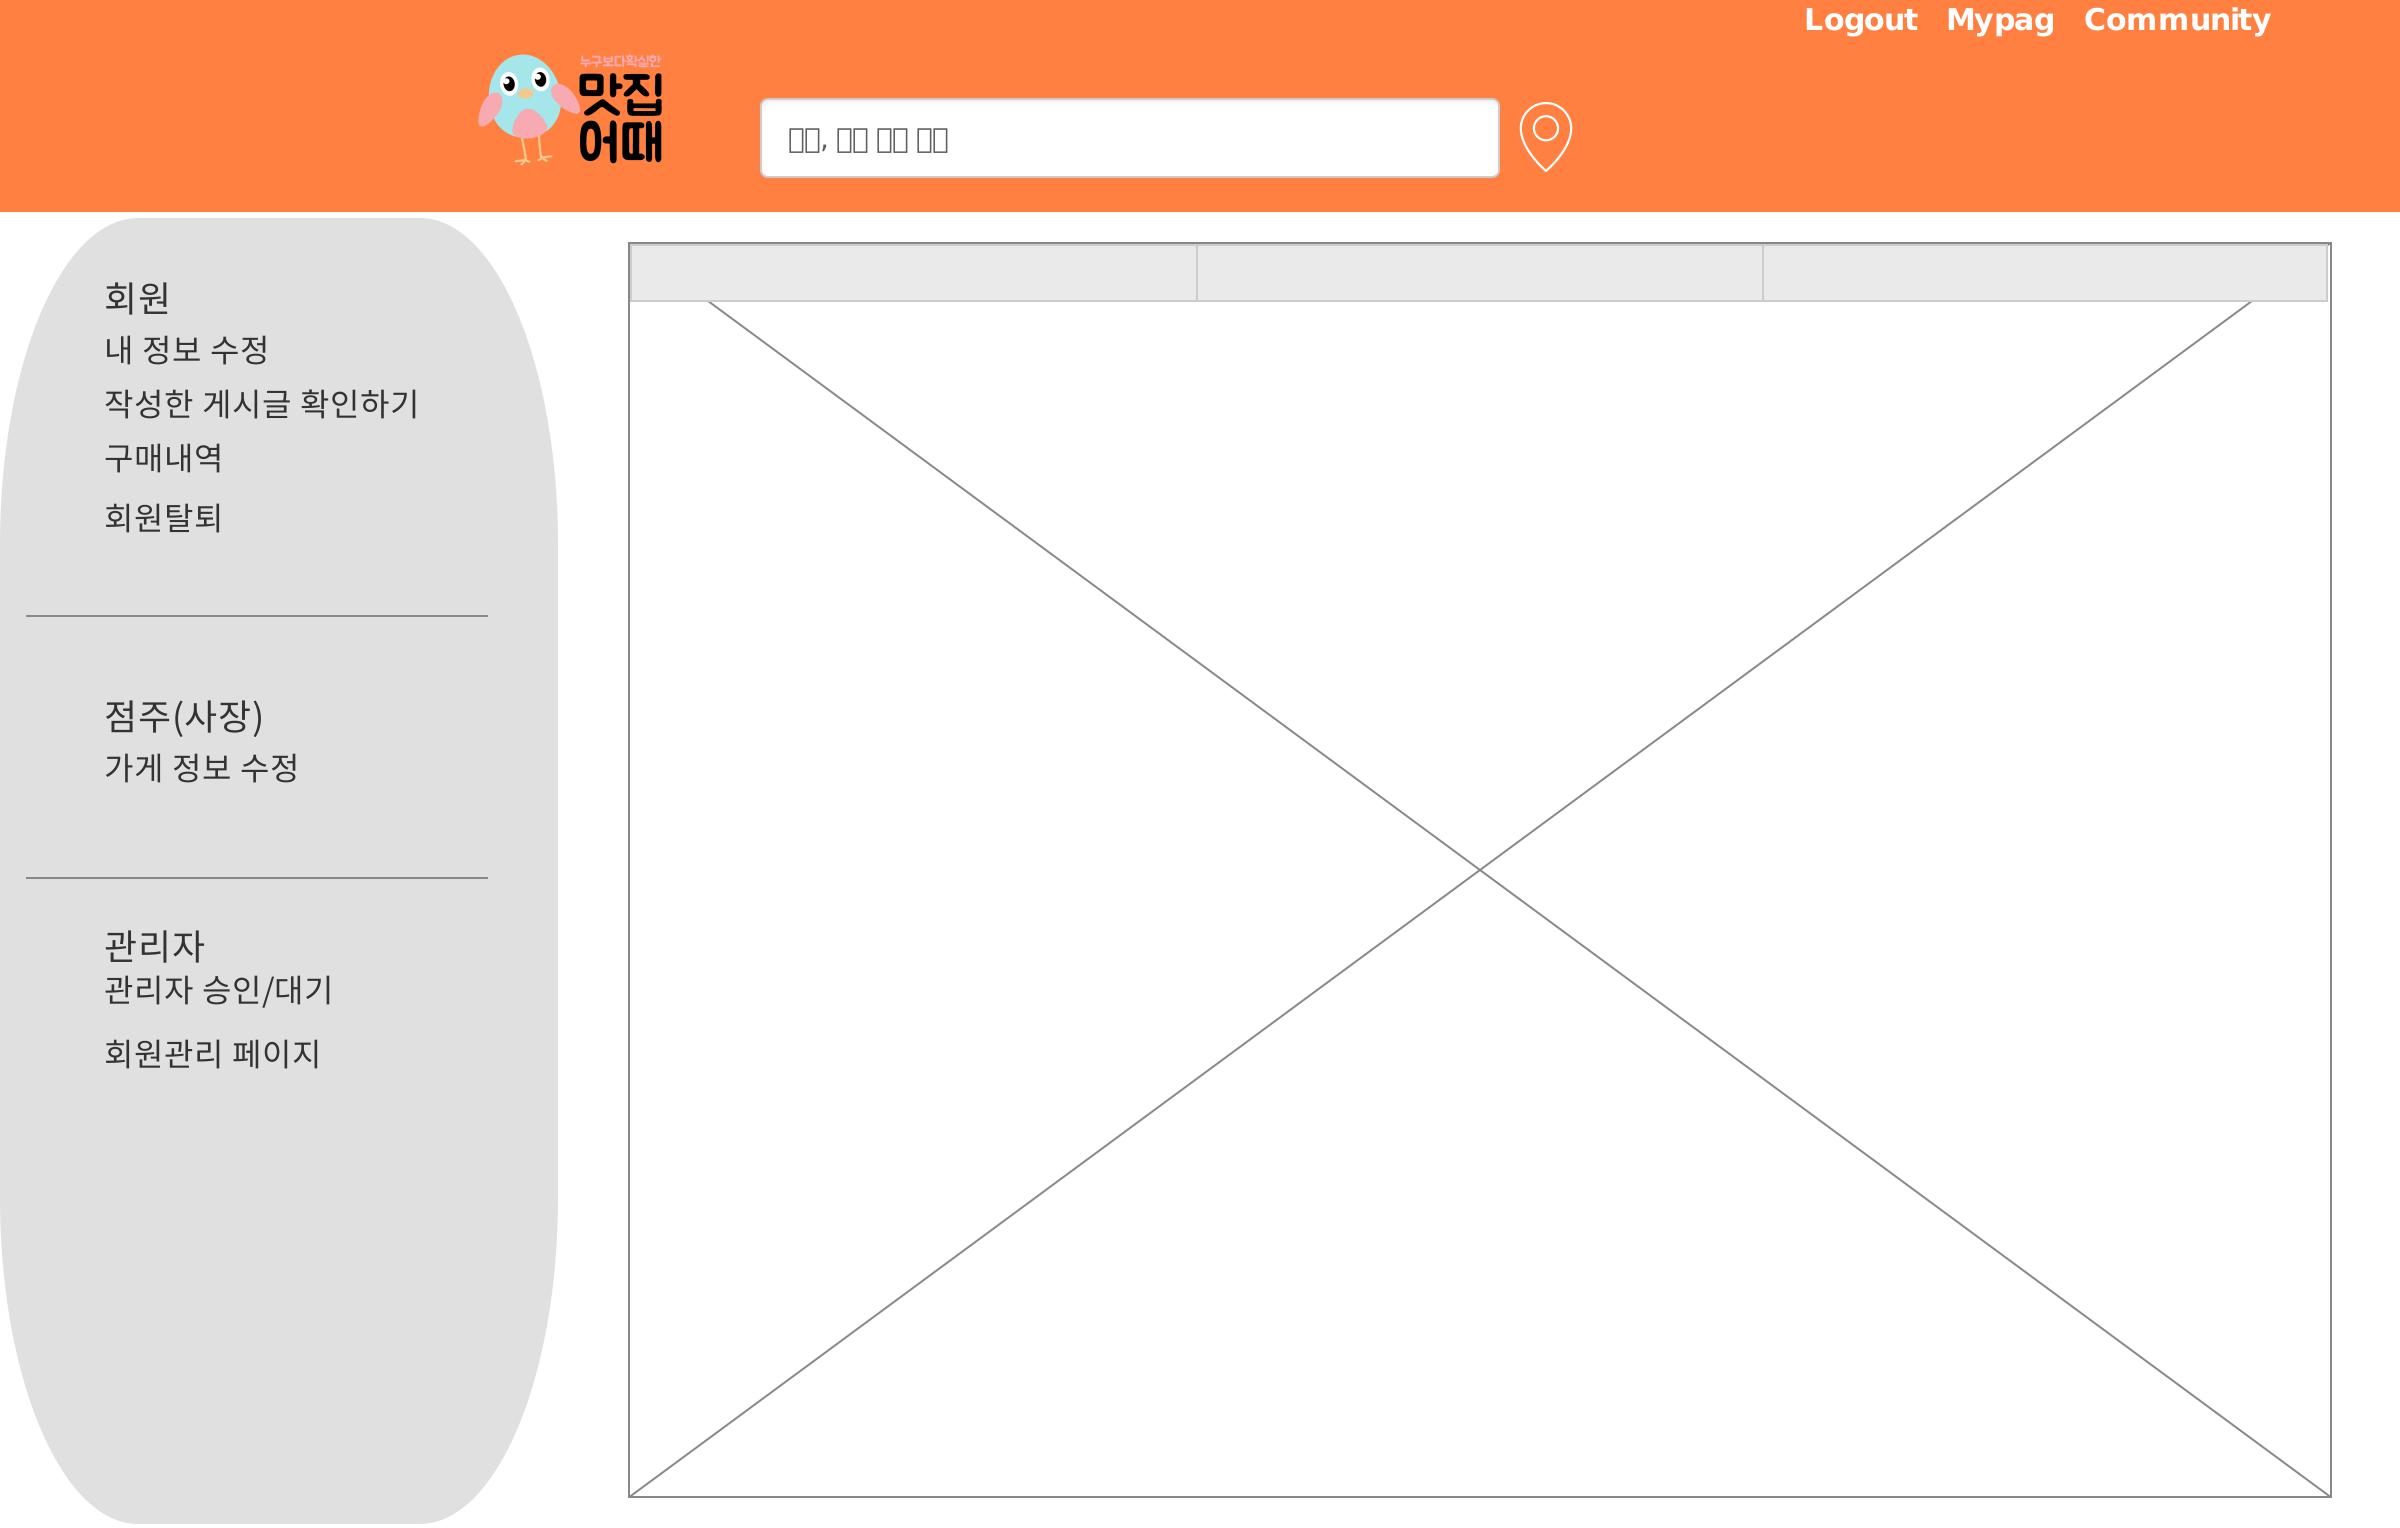 Logout Mypag Community
누구보다확실한
맛집
어때
회원
내 정보 수정
작성한 게시글 확인하기
구매내역
회원탈퇴
점주(사장)
가게 정보 수정
관리자
관리자 승인/대기
회원관리 페이지